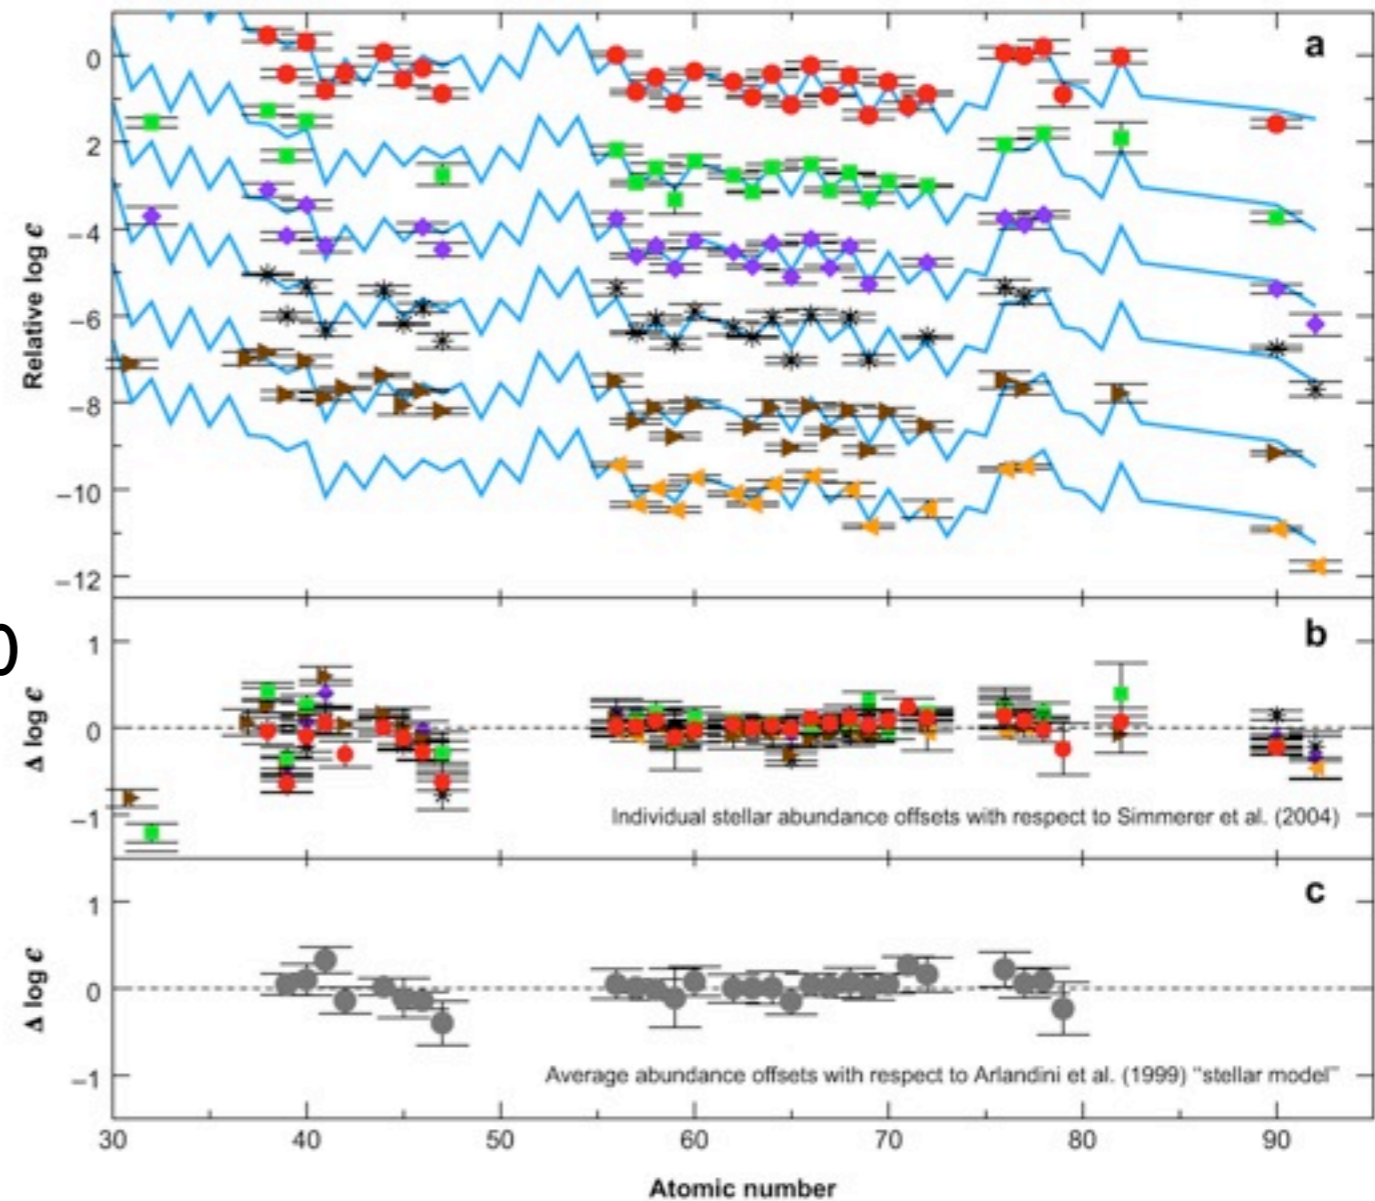 a
0
2
−4
−6
−8
−10
−12
Relative log ϵ
b
1
0
−1
Δ log ϵ
Individual stellar abundance offsets with respect to Simmerer et al. (2004)
0
c
1
0
−1
Δ log ϵ
Average abundance offsets with respect to Arlandini et al. (1999) "stellar model"
30 40 50 60 70 80 90
Atomic number